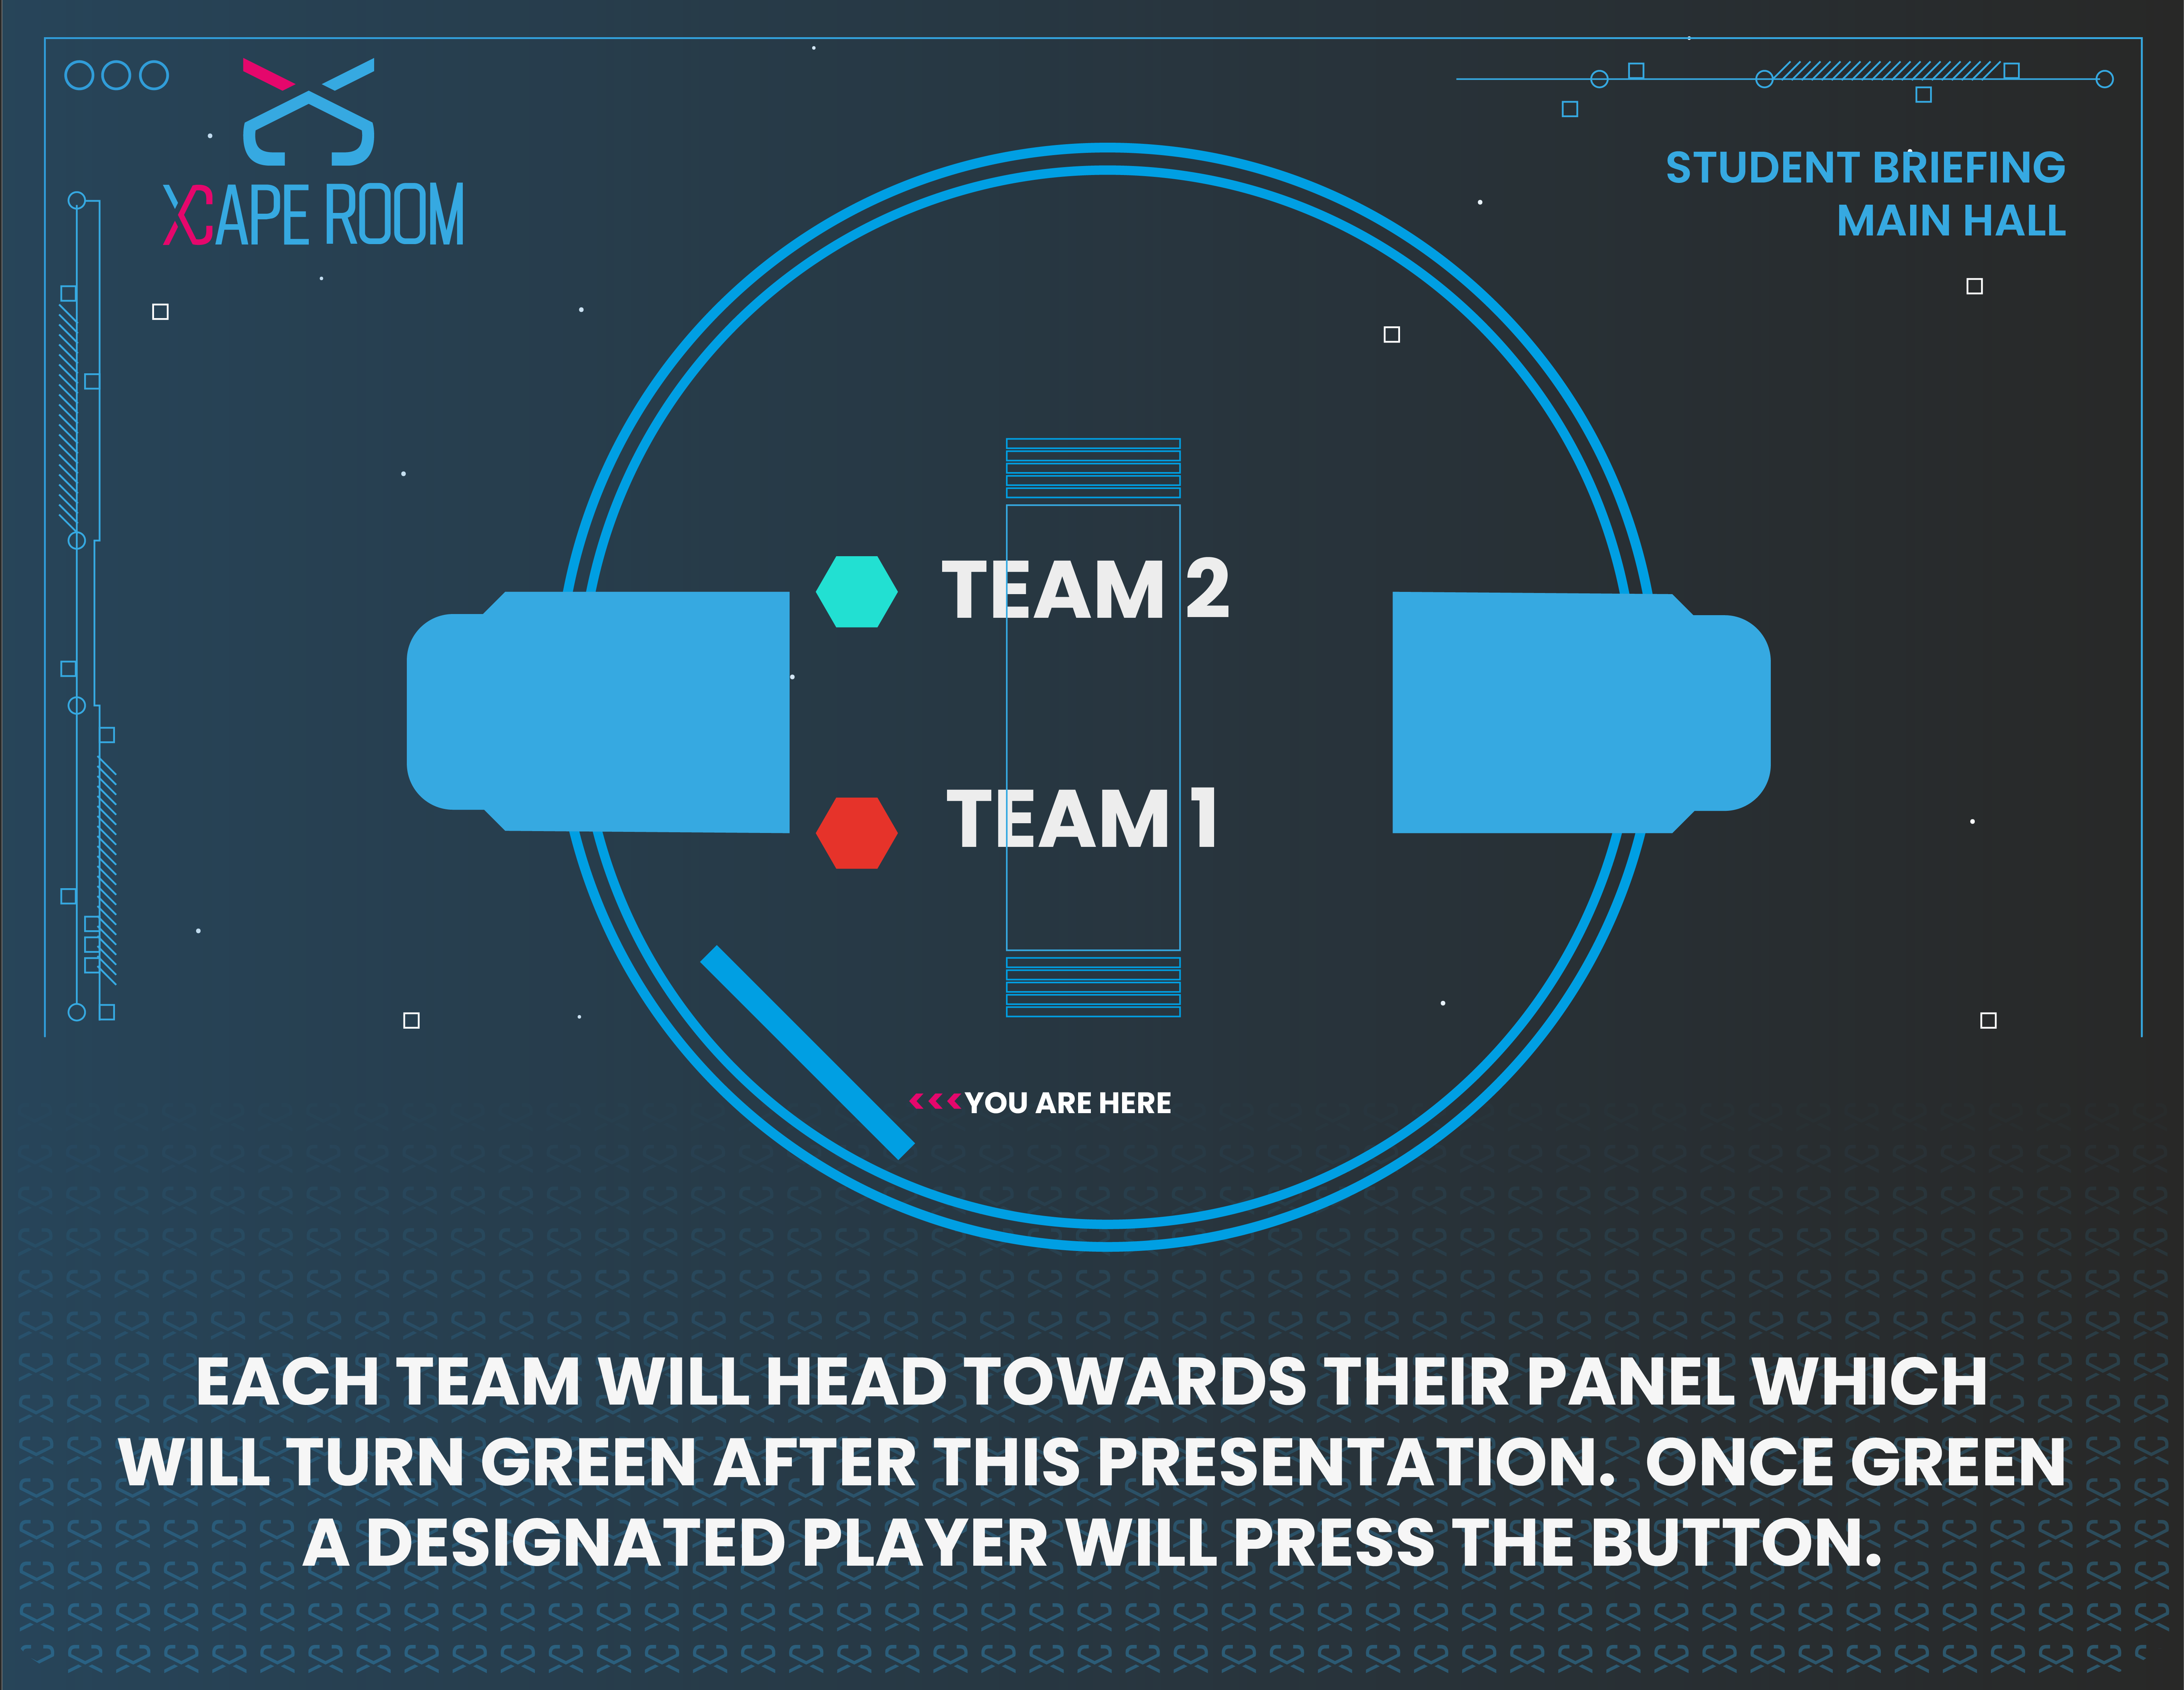 XCAPE ROOM
STUDENT BRIEFING
MAIN HALL
TEAM 2
TEAM 1
YOU ARE HERE
EACH TEAM WILL HEAD TOWARDS THEIR PANEL WHICH
WILL TURN GREEN AFTER THIS PRESENTATION.  ONCE GREEN
A DESIGNATED PLAYER WILL PRESS THE BUTTON.